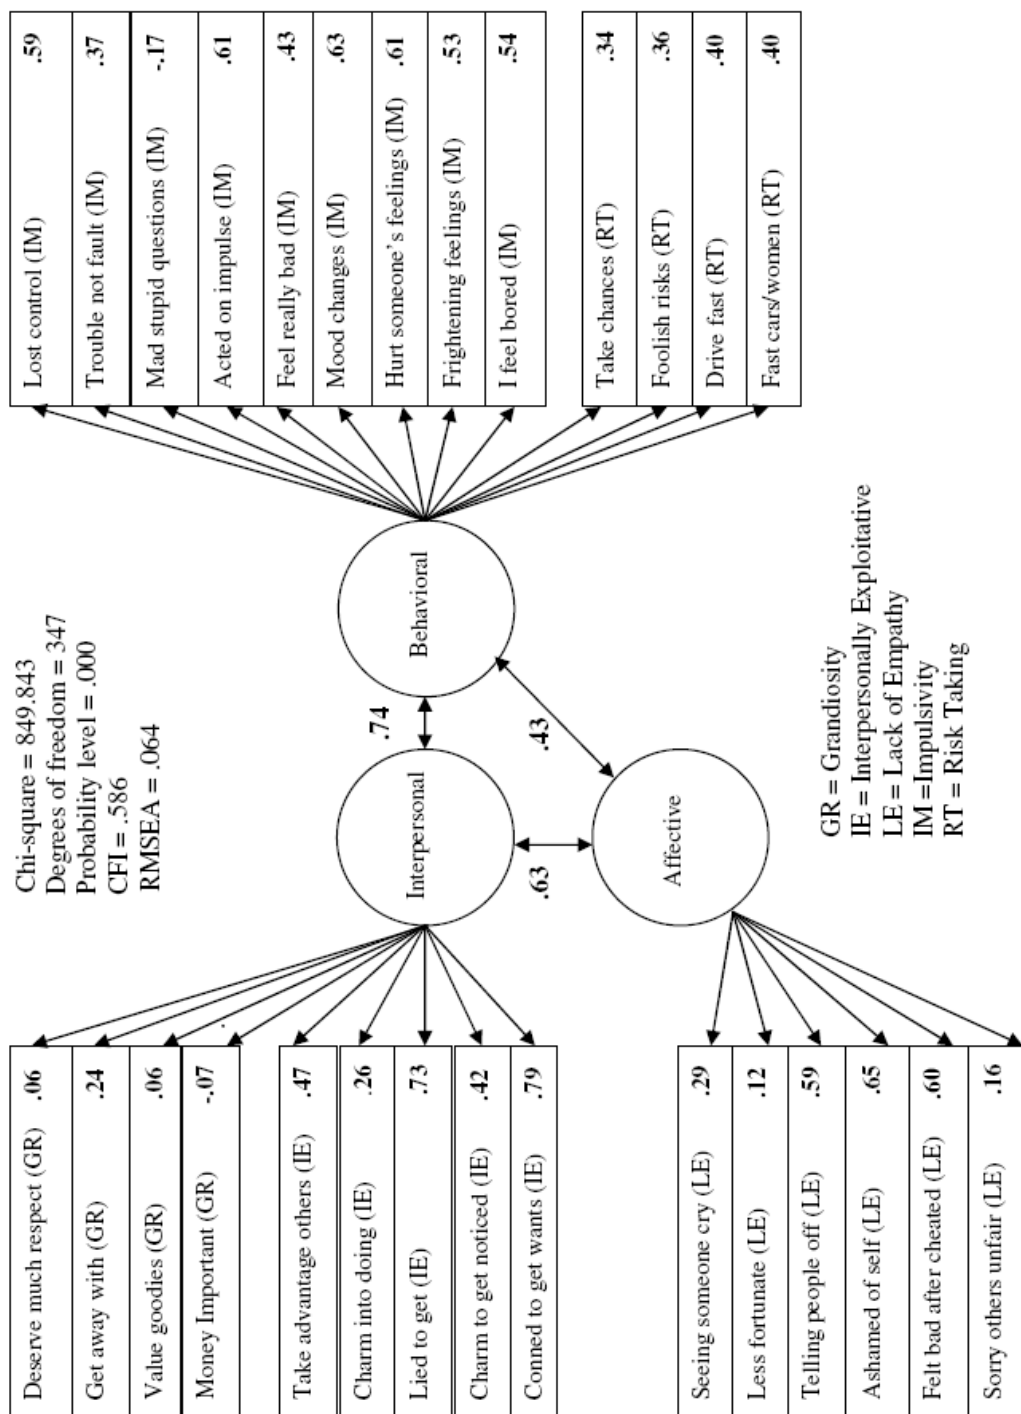 Chi-square = 849.843
Degrees of freedom = 347
Probability level = .000
CFI = .586
RMSEA = .064
Deserve much respect (GR) .06
Get away with (GR) .24
Value goodies (GR) .06
Money Important (GR) -.07
Take advantage others (IE) .47
Charm into doing (IE) .26
Lied to get (IE) .73
Charm to get noticed (IE) .42
Conned to get wants (IE) .79
Seeing someone cry (LE) .29
Less fortunate (LE) .12
Telling people off (LE) .59
Ashamed of self (LE) .65
Felt bad after cheated (LE) .60
Sorry others unfair (LE) .16
Interpersonal
.74
Behavioral
.63
.43
Affective
Lost control (IM) .59
Trouble not fault (IM) .37
Mad stupid questions (IM) -.17
Acted on impulse (IM) .61
Feel really bad (IM) .43
Mood changes (IM) .63
Hurt someone's feelings (IM) .61
Frightening feelings (IM) .53
I feel bored (IM) .54
Take chances (RT) .34
Foolish risks (RT) .36
Drive fast (RT) .40
Fast cars/women (RT) .40
GR = Grandiosity
IE = Interpersonally Exploitative
LE = Lack of Empathy
IM =Impulsivity
RT = Risk Taking